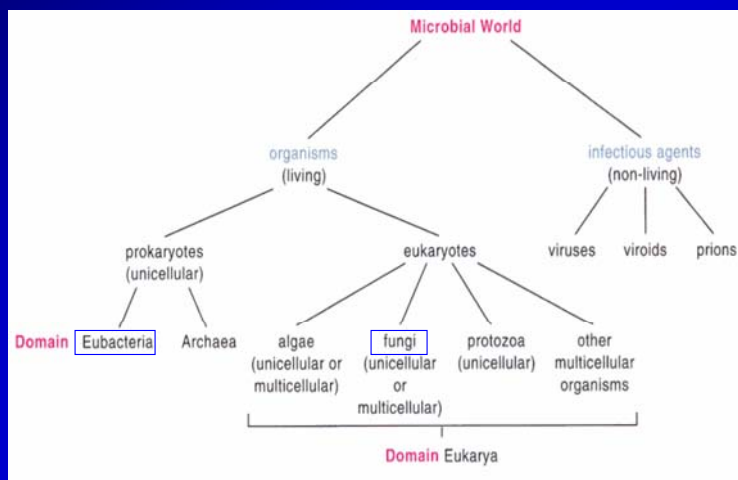 Microbial World
organisms
(living)
infectious agents
(non-living)
prokaryotes
(unicellular)
eukaryotes
viruses
viroids
prions
Domain Eubacteria
Archaea
algae
(unicellular or
multicellular)
fungi
(unicellular
or
multicellular)
protozoa
(unicellular)
other
multicellular
organisms
Domain Eukarya